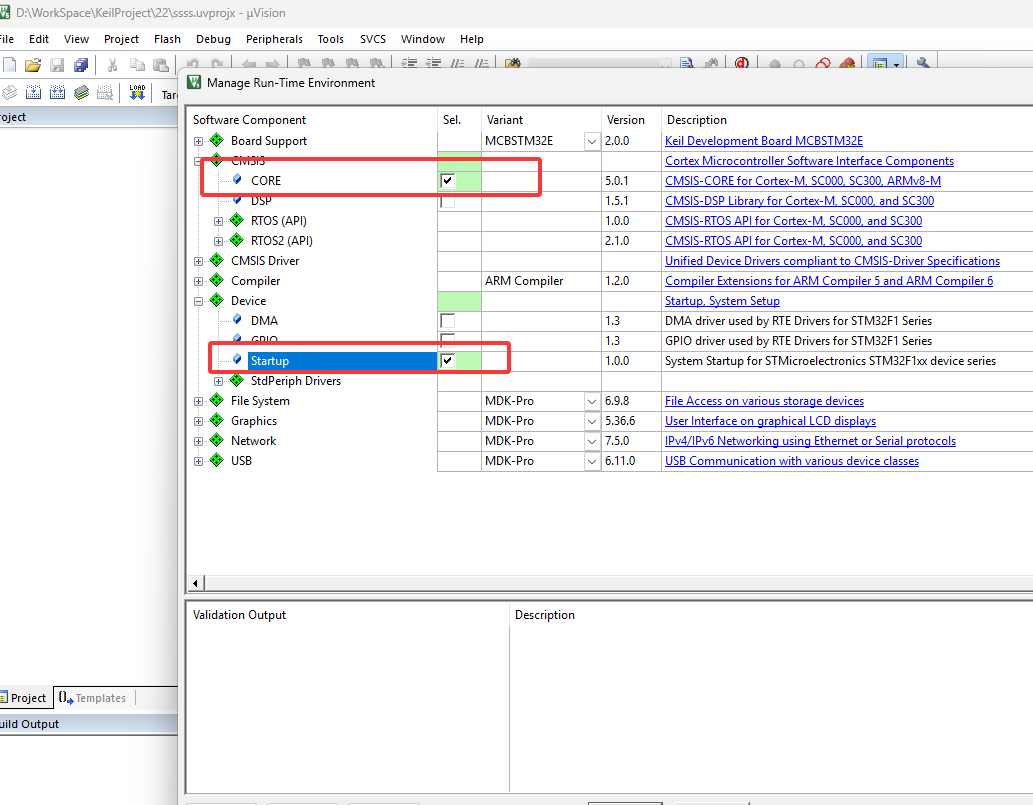 D:\WorkSpace\KeilProject\22\ssss.uvprojx - µVision
File Edit View Project Flash Debug Peripherals Tools SVCS Window Help
LOAD
Tar
roject
Manage Run-Time Environment
Software Component Sel. Variant Version Description
Board Support MCBSTM32E 2.0.0 Keil Development Board MCBSTM32E
CMSIS Cortex Microcontroller Software Interface Components
CORE 5.0.1 CMSIS-CORE for Cortex-M, SC000, SC300, ARMv8-M
DSP 1.5.1 CMSIS-DSP Library for Cortex-M, SC000, and SC300
RTOS (API) 1.0.0 CMSIS-RTOS API for Cortex-M, SC000, and SC300
RTOS2 (API) 2.1.0 CMSIS-RTOS API for Cortex-M, SC000, and SC300
CMSIS Driver Unified Device Drivers compliant to CMSIS-Driver Specifications
Compiler ARM Compiler 1.2.0 Compiler Extensions for ARM Compiler 5 and ARM Compiler 6
Device Startup, System Setup
DMA 1.3 DMA driver used by RTE Drivers for STM32F1 Series
GPIO 1.3 GPIO driver used by RTE Drivers for STM32F1 Series
Startup 1.0.0 System Startup for STMicroelectronics STM32F1xx device series
StdPeriph Drivers
File System MDK-Pro 6.9.8 File Access on various storage devices
Graphics MDK-Pro 5.36.6 User Interface on graphical LCD displays
Network MDK-Pro 7.5.0 IPv4/IPv6 Networking using Ethernet or Serial protocols
USB MDK-Pro 6.11.0 USB Communication with various device classes
Validation Output Description
Project Templates
uild Output